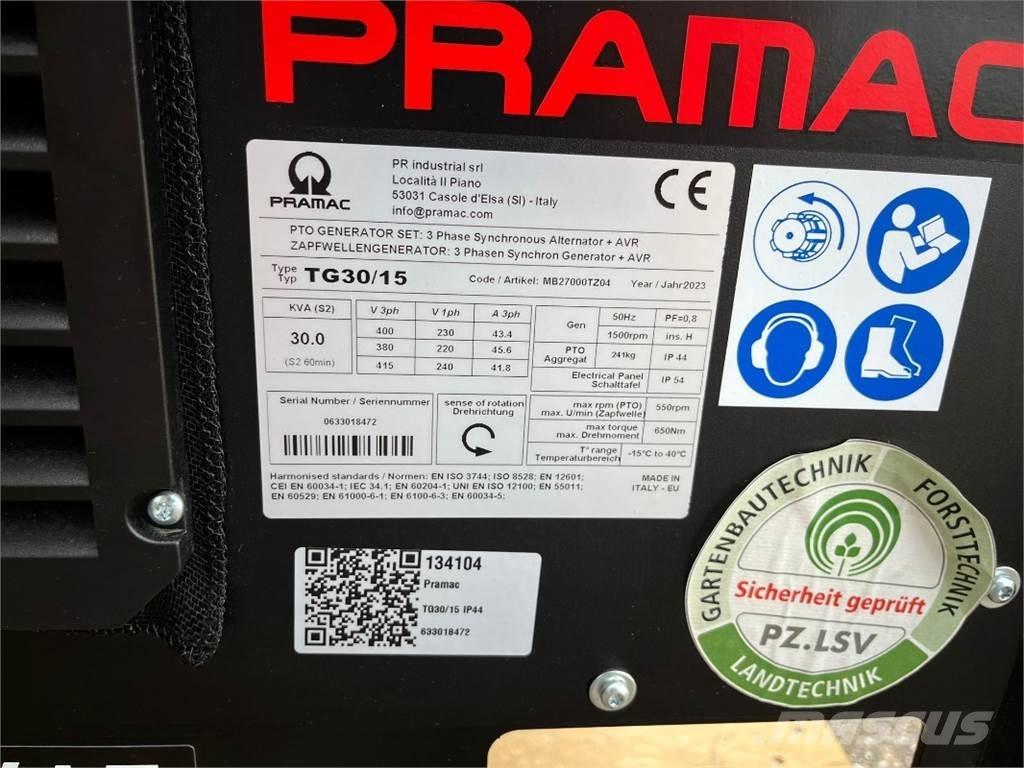 PRAMAC
PRAMAC
PR industrial srl
Località II Piano
53031 Casole d'Elsa (SI) - Italy
info@pramac.com
CE
PTO GENERATOR SET: 3 Phase Synchronous Alternator + AVR
ZAPFWELLENGENERATOR: 3 Phasen Synchron Generator + AVR
Type
Typ
TG30/15
Code / Artikel: MB27000TZ04
Year / Jahr2023
KVA (S2)
30.0
(S2 60min)
V 3ph V 1ph A 3ph
400 230 43.4
380 220 45.6
415 240 41.8
Gen 50Hz PF=0,8
1500rpm ins. H
PTO
Aggregat 241kg IP 44
Electrical Panel
Schalttafel IP 54
Serial Number / Seriennummer
0633018472
sense of rotation
Drehrichtung
max rpm (PTO)
max. U/min (Zapfwelle) 550rpm
max torque
max. Drehmoment 650Nm
T° range
Temperaturbereich -15°C to 40°C
Harmonised standards / Normen: EN ISO 3744; ISO 8528; EN 12601;
CEI EN 60034-1; IEC 34.1; EN 60204-1; UNI EN ISO 12100; EN 55011;
EN 60529; EN 61000-6-1; EN 6100-6-3; EN 60034-5;
MADE IN
ITALY - EU
134104
Pramac
TG30/15 IP44
633018472
GARTENBAUTECHNIK
FORSTTECHNIK
Sicherheit geprüft
PZ.LSV
LANDTECHNIK
mascus